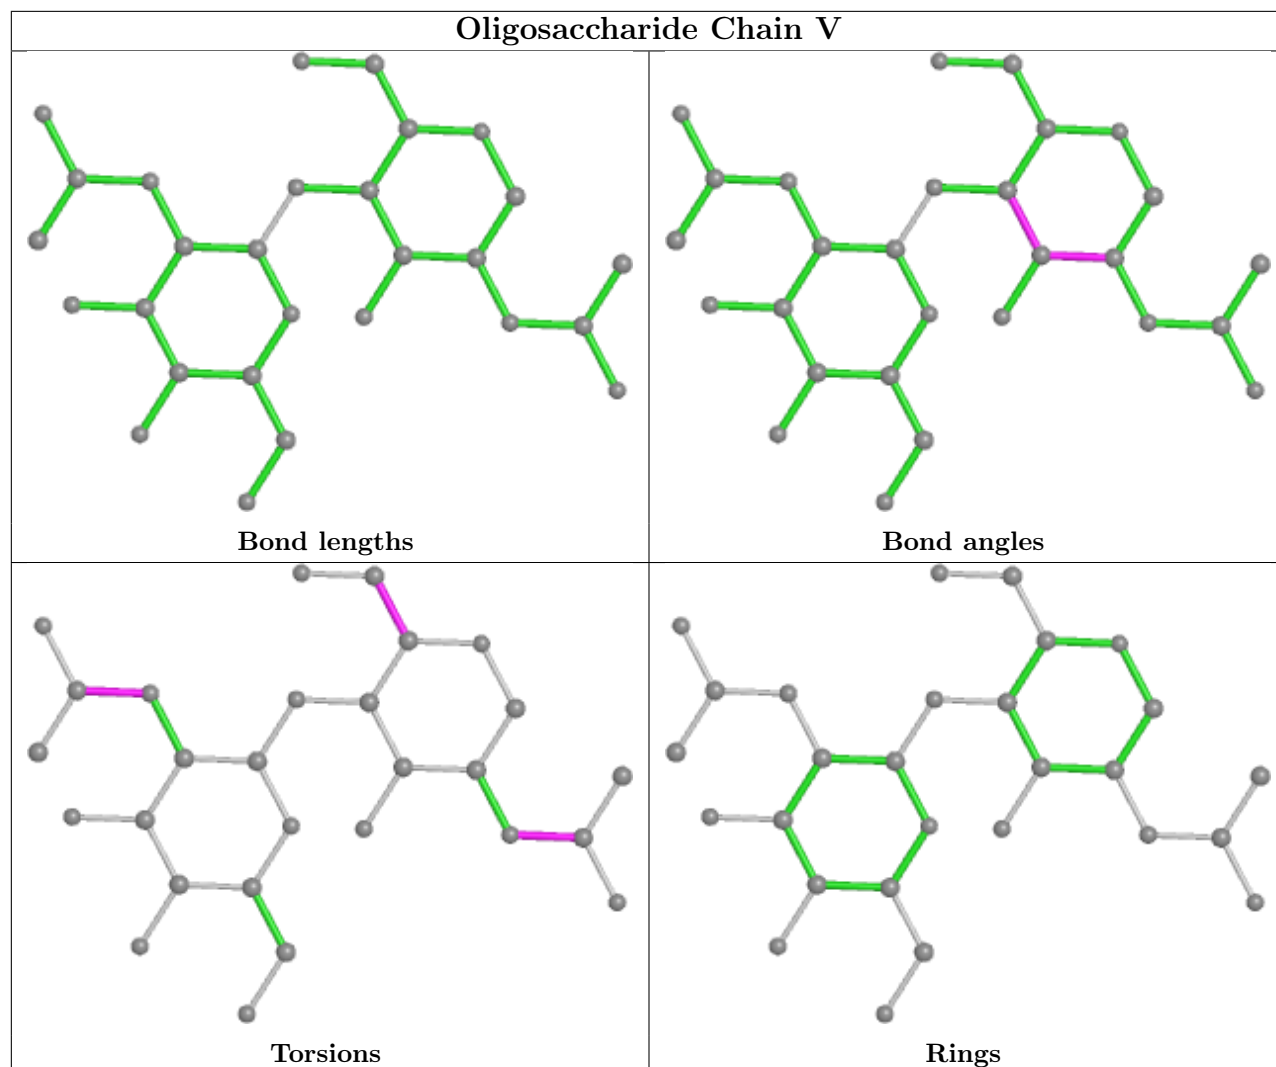 Oligosaccharide Chain V
Bond lengths
Bond angles
Torsions
Rings